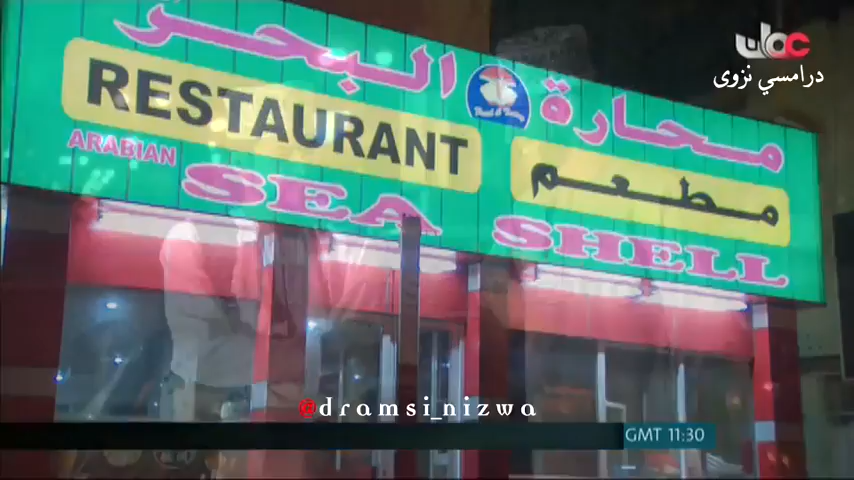 محارة البحر
مطعم
RESTAURANT
ARABIAN SEA SHELL
درامسي نزوى
@dramsi_nizwa
GMT 11:30